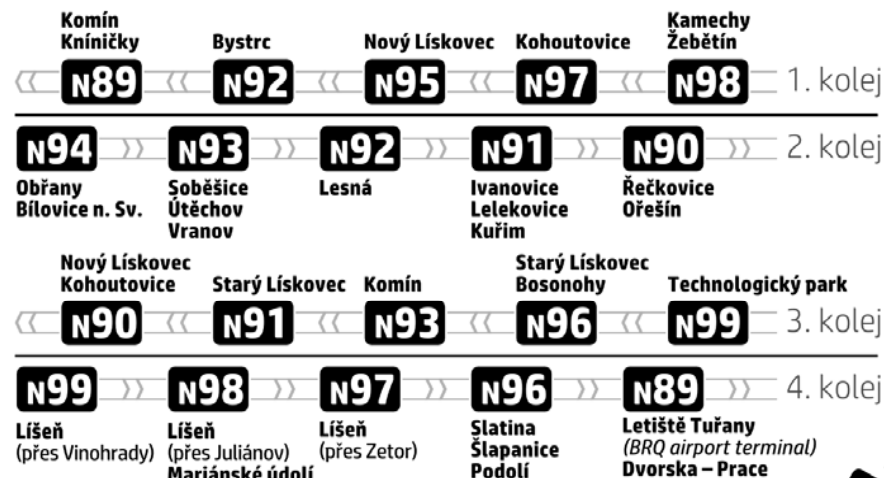 Komín
Kníničky
Bystrc
Nový Lískovec
Kohoutovice
Kamechy
Žebětín
N89 N92 N95 N97 N98 1. kolej
N94 N93 N92 N91 N90 2. kolej
Obřany
Bílovice n. Sv.
Soběšice
Útěchov
Vranov
Lesná
Ivanovice
Lelekovice
Kuřim
Řečkovice
Ořešín
Nový Lískovec
Kohoutovice
Starý Lískovec
Komín
Starý Lískovec
Bosonohy
Technologický park
N90 N91 N93 N96 N99 3. kolej
N99 N98 N97 N96 N89 4. kolej
Líšeň
(přes Vinohrady)
Líšeň
(přes Juliánov)
Mariánské údolí
Líšeň
(přes Zetor)
Slatina
Šlapanice
Podolí
Letiště Tuřany
(BRQ airport terminal)
Dvorska – Prace